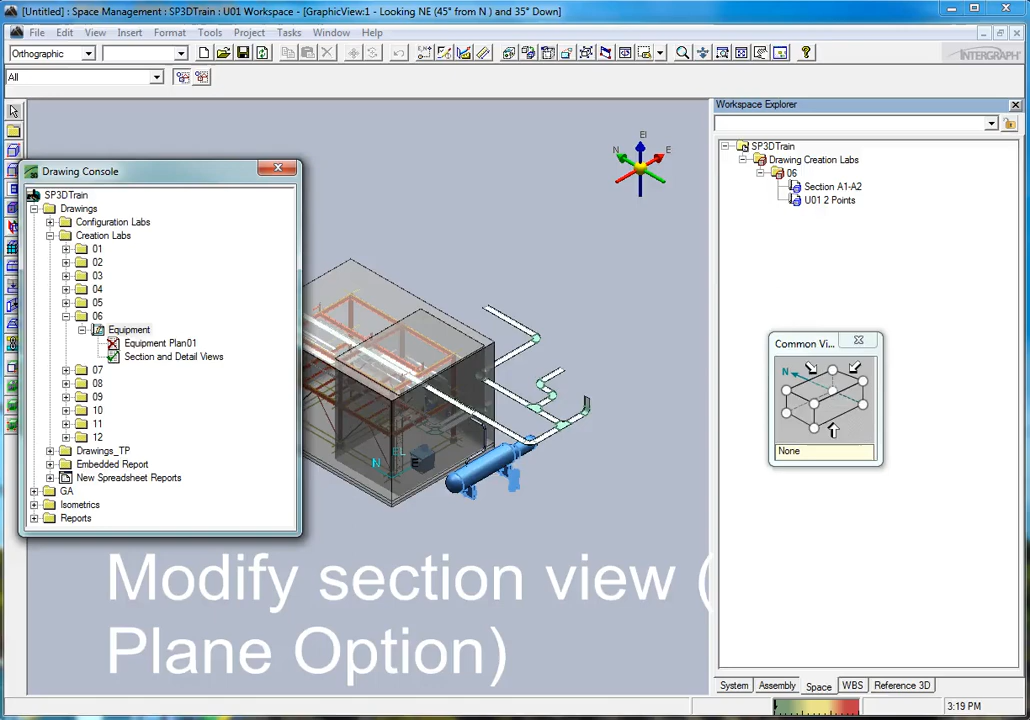 [Untitled] : Space Management : SP3DTrain : U01 Workspace - [GraphicView:1 - Looking NE (45° from N ) and 35° Down]
File Edit View Insert Format Tools Project Tasks Window Help
Orthographic
INTERGRAPH
All
Workspace Explorer
SP3DTrain
Drawing Creation Labs
06
Section A1-A2
U01 2 Points
Drawing Console
SP3DTrain
Drawings
Configuration Labs
Creation Labs
01
02
03
04
05
06
Equipment
Equipment Plan01
Section and Detail Views
07
08
09
10
11
12
Drawings_TP
Embedded Report
New Spreadsheet Reports
GA
Isometrics
Reports
El
N
E
N
EL
E
Common Vi...
N
None
Modify section view (
Plane Option)
System Assembly Space WBS Reference 3D
3:19 PM